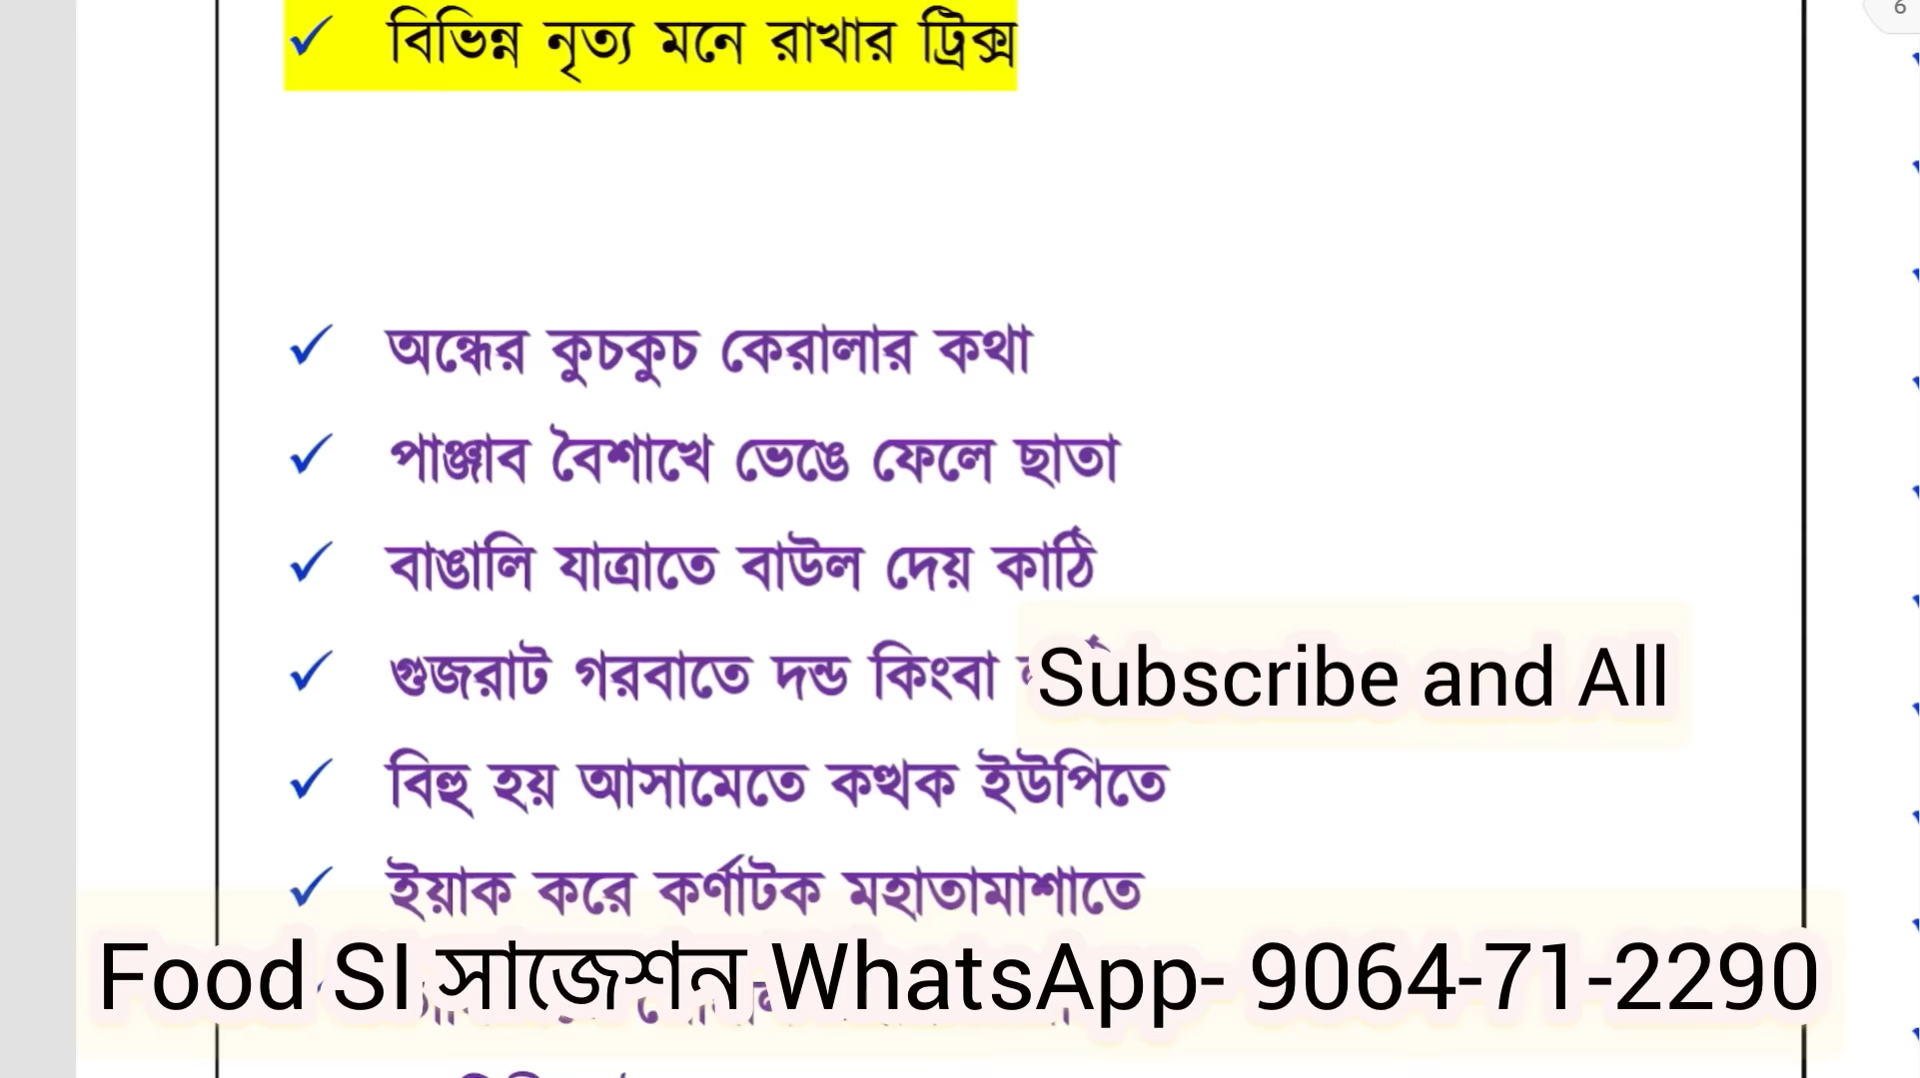 6
বিভিন্ন নৃত্য মনে রাখার ট্রিক্স
অন্ধের কুচকুচ কেরালার কথা
পাঞ্জাব বৈশাখে ভেঙে ফেলে ছাতা
বাঙালি যাত্রাতে বাউল দেয় কাঠি
গুজরাট গরবাতে দন্ড কিংবা
Subscribe and All
বিহু হয় আসামেতে কত্থক ইউপিতে
ইয়াক করে কর্ণাটক মহাতামাশাতে
Food SI সাজেশন WhatsApp- 9064-71-2290